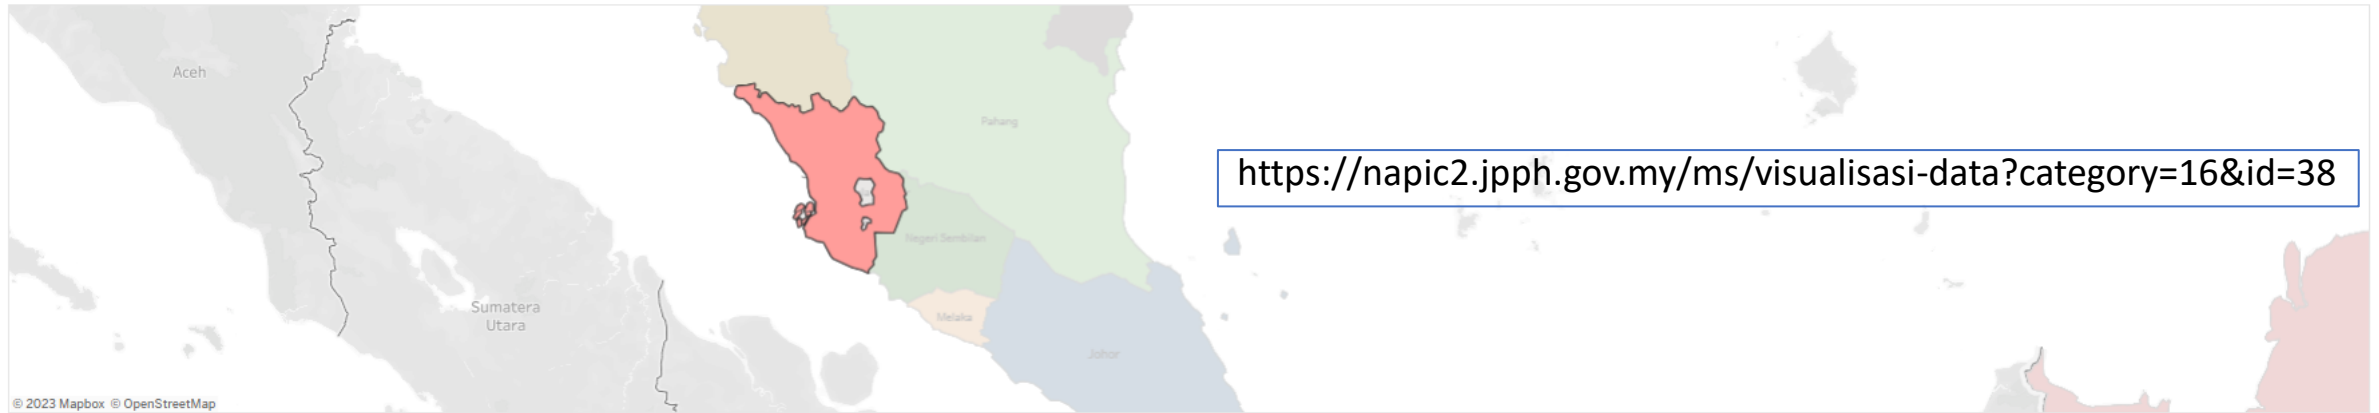 Aceh
Pahang
https://napic2.jpph.gov.my/ms/visualisasi-data?category=16&id=38
Negeri Sembilan
Sumatera
Utara
Melaka
Johor
© 2023 Mapbox © OpenStreetMap